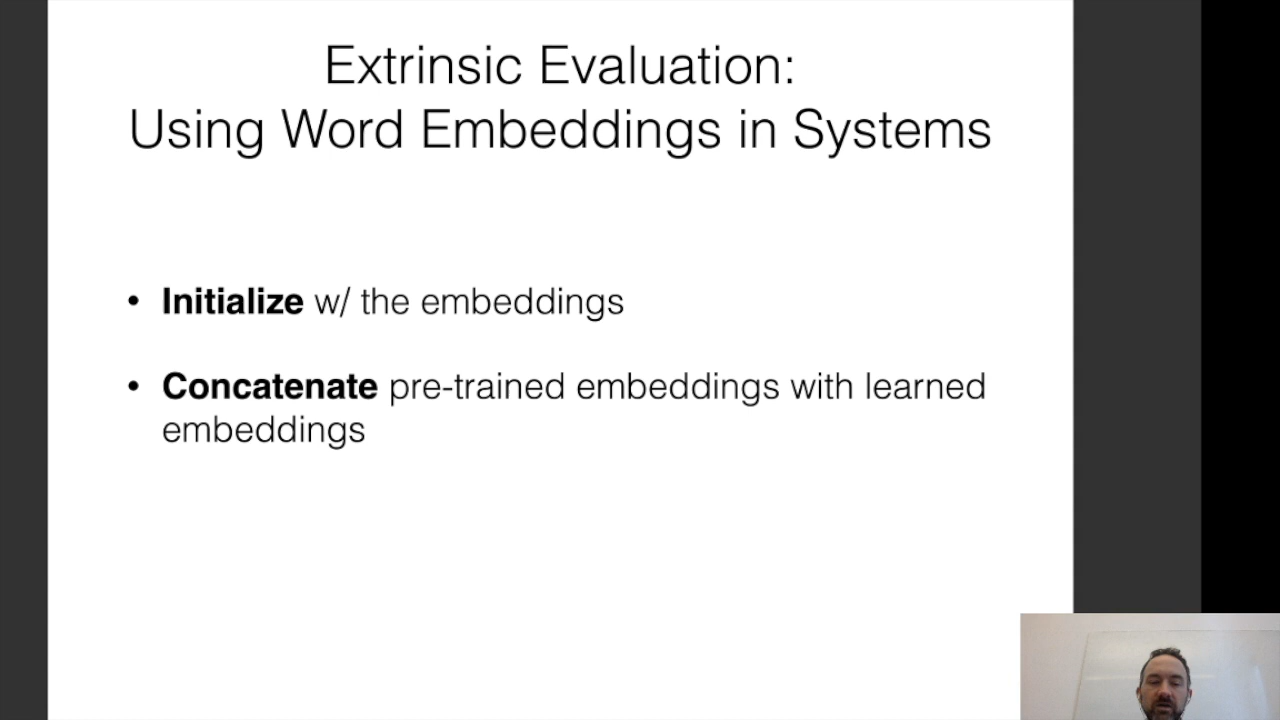 Extrinsic Evaluation:
Using Word Embeddings in Systems
• Initialize w/ the embeddings
• Concatenate pre-trained embeddings with learned
embeddings